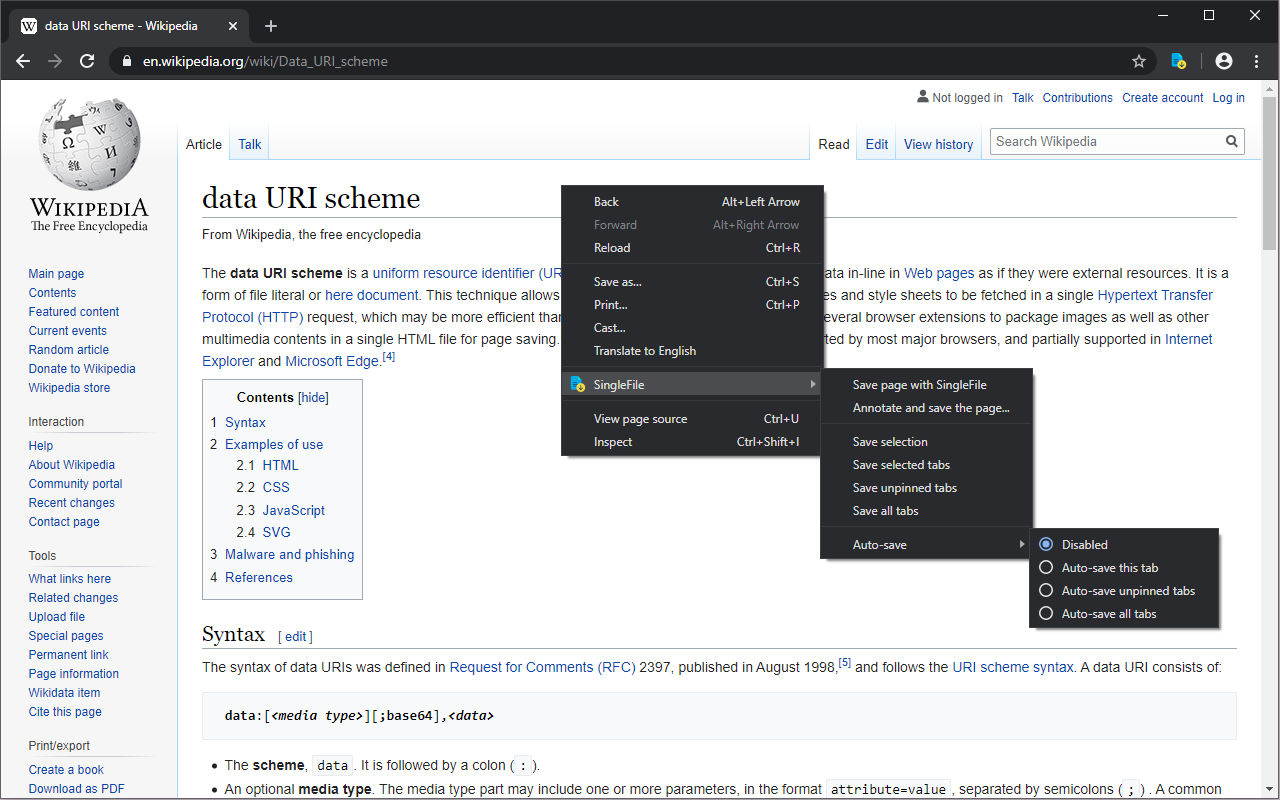 data URI scheme - Wikipedia
en.wikipedia.org/wiki/Data_URI_scheme
Not logged in Talk Contributions Create account Log in
Article Talk Read Edit View history Search Wikipedia
WIKIPEDIA
The Free Encyclopedia
Main page
Contents
Featured content
Current events
Random article
Donate to Wikipedia
Wikipedia store
Interaction
Help
About Wikipedia
Community portal
Recent changes
Contact page
Tools
What links here
Related changes
Upload file
Special pages
Permanent link
Page information
Wikidata item
Cite this page
Print/export
Create a book
Download as PDF
data URI scheme
From Wikipedia, the free encyclopedia
The data URI scheme is a uniform resource identifier (UR ata in-line in Web pages as if they were external resources. It is a
form of file literal or here document. This technique allows es and style sheets to be fetched in a single Hypertext Transfer
Protocol (HTTP) request, which may be more efficient than everal browser extensions to package images as well as other
multimedia contents in a single HTML file for page saving. rted by most major browsers, and partially supported in Internet
Explorer and Microsoft Edge.[4]
Contents [hide]
1 Syntax
2 Examples of use
2.1 HTML
2.2 CSS
2.3 JavaScript
2.4 SVG
3 Malware and phishing
4 References
Back Alt+Left Arrow
Forward Alt+Right Arrow
Reload Ctrl+R
Save as... Ctrl+S
Print... Ctrl+P
Cast...
Translate to English
SingleFile
View page source Ctrl+U
Inspect Ctrl+Shift+I
Save page with SingleFile
Annotate and save the page...
Save selection
Save selected tabs
Save unpinned tabs
Save all tabs
Auto-save
Disabled
Auto-save this tab
Auto-save unpinned tabs
Auto-save all tabs
Syntax [ edit ]
The syntax of data URIs was defined in Request for Comments (RFC) 2397, published in August 1998,[5] and follows the URI scheme syntax. A data URI consists of:
data:[<media type>][;base64],<data>
• The scheme, data. It is followed by a colon ( : ).
• An optional media type. The media type part may include one or more parameters, in the format attribute=value, separated by semicolons ( ; ) . A common